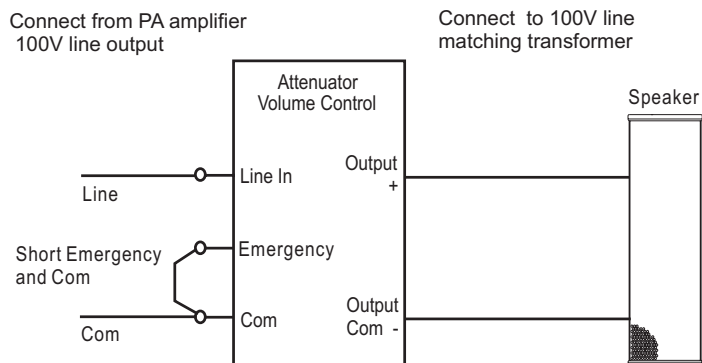 Connect from PA amplifier
100V line output
Connect to 100V line
matching transformer
Attenuator
Volume Control
Speaker
Line In
Output
+
Line
Emergency
Short Emergency
and Com
Com
Com
Output
Com -